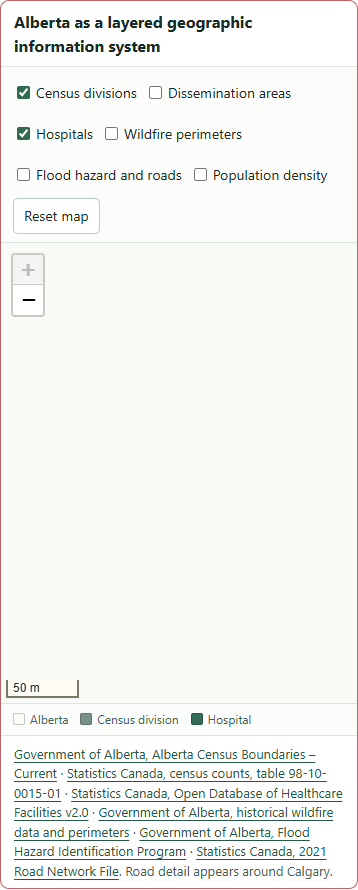 Alberta as a layered geographic
information system
Census divisions Dissemination areas
Hospitals Wildfire perimeters
Flood hazard and roads Population density
Reset map
+
−
50 m
Alberta Census division Hospital
Government of Alberta, Alberta Census Boundaries –
Current · Statistics Canada, census counts, table 98-10-
0015-01 · Statistics Canada, Open Database of Healthcare
Facilities v2.0 · Government of Alberta, historical wildfire
data and perimeters · Government of Alberta, Flood
Hazard Identification Program · Statistics Canada, 2021
Road Network File. Road detail appears around Calgary.